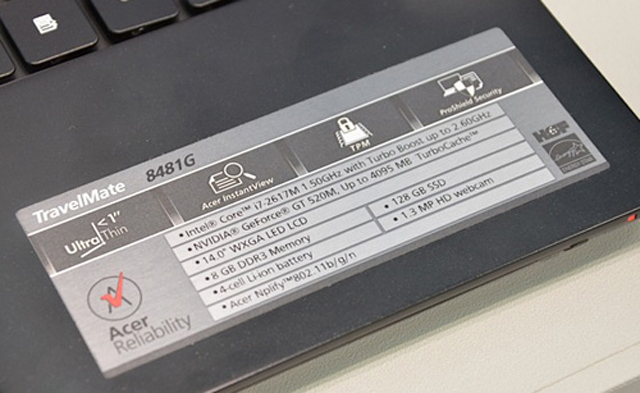 TravelMate 8481G
Ultra Thin <1"
Acer InstantView
TPM
ProShield Security
• Intel® Core™ i7-2617M 1.50GHz with Turbo Boost up to 2.60GHz
• NVIDIA® GeForce® GT 520M, Up to 4095 MB TurboCache™
• 14.0" WXGA LED LCD
• 8 GB DDR3 Memory
• 4-cell Li-ion battery
• Acer Nplify™802.11b/g/n
• 128 GB SSD
• 1.3 MP HD webcam
Acer
Reliability